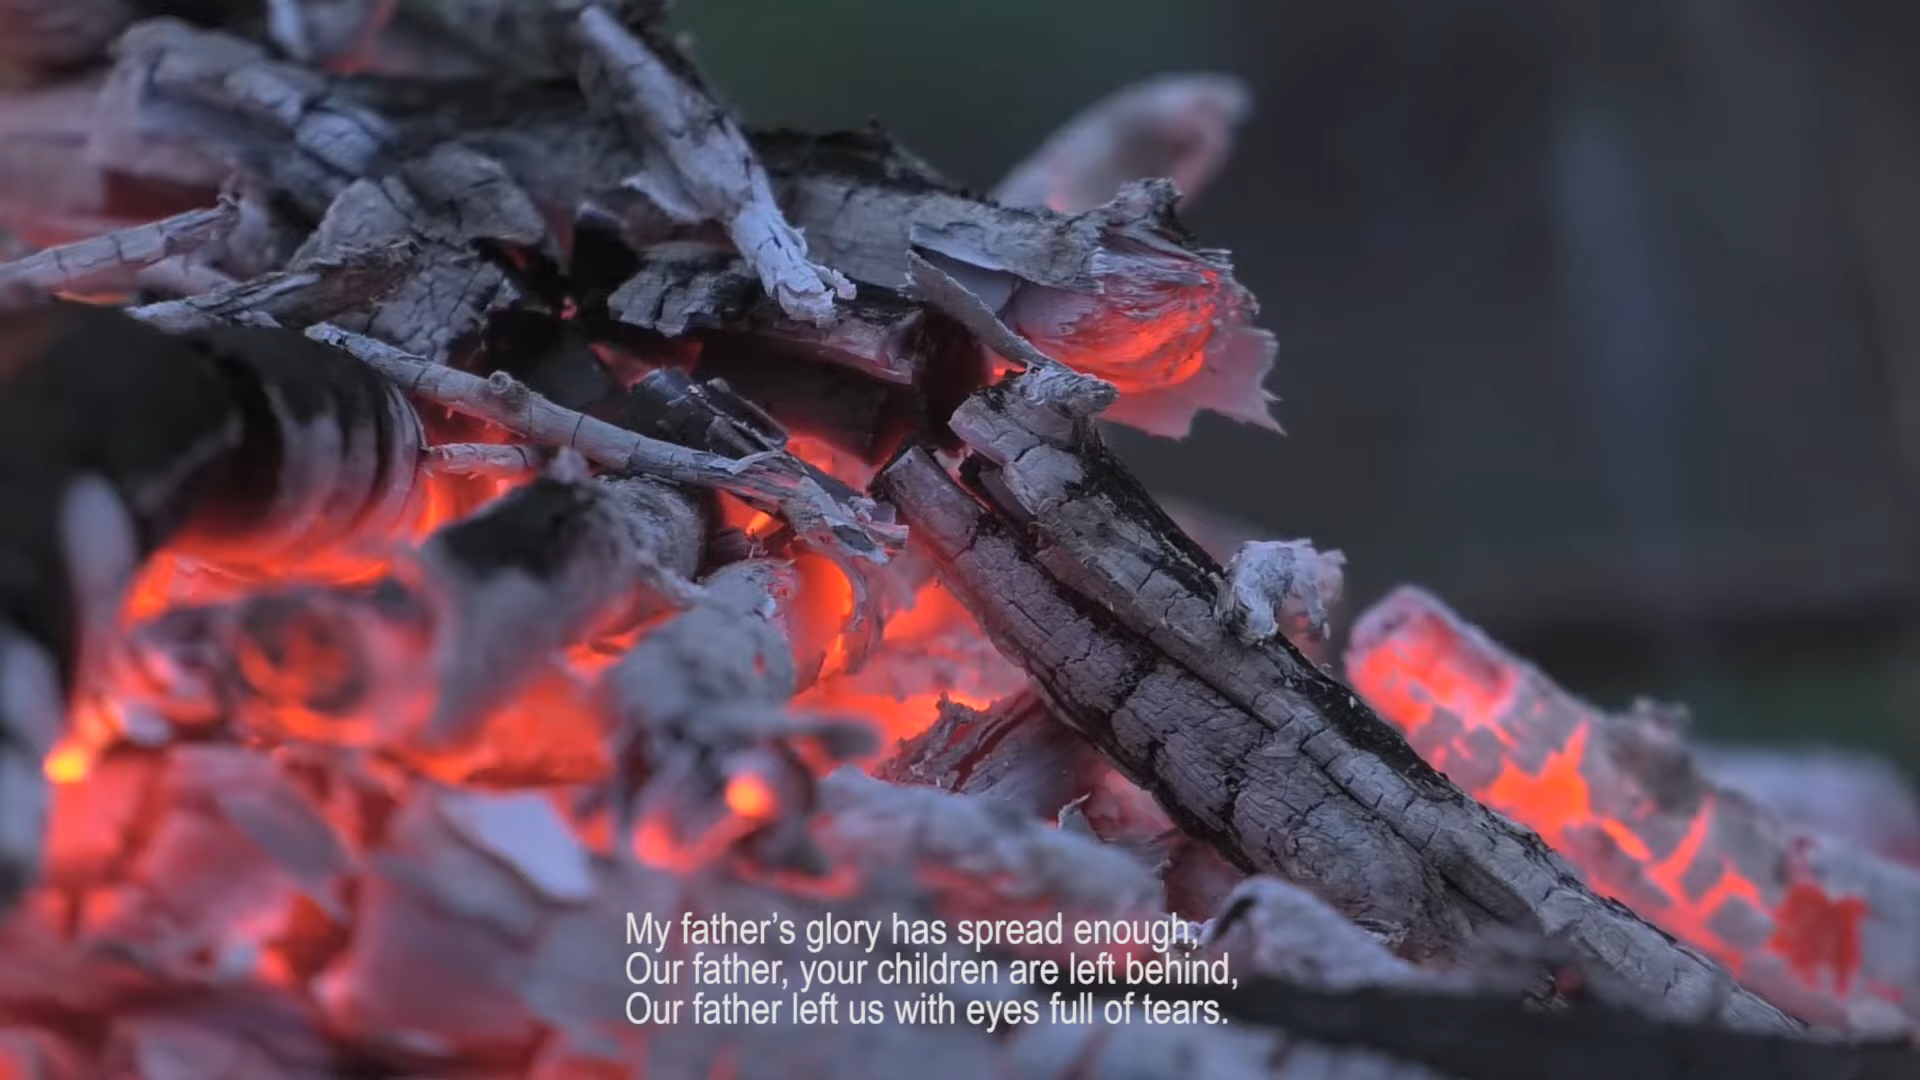 My father’s glory has spread enough,
Our father, your children are left behind,
Our father left us with eyes full of tears.